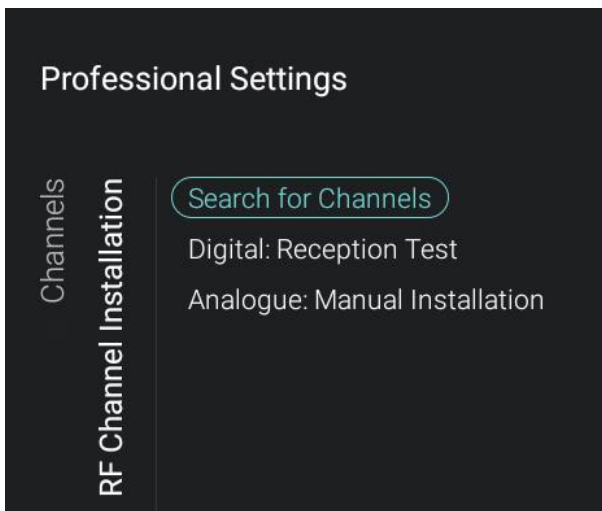 Professional Settings
Channels
RF Channel Installation
Search for Channels
Digital: Reception Test
Analogue: Manual Installation